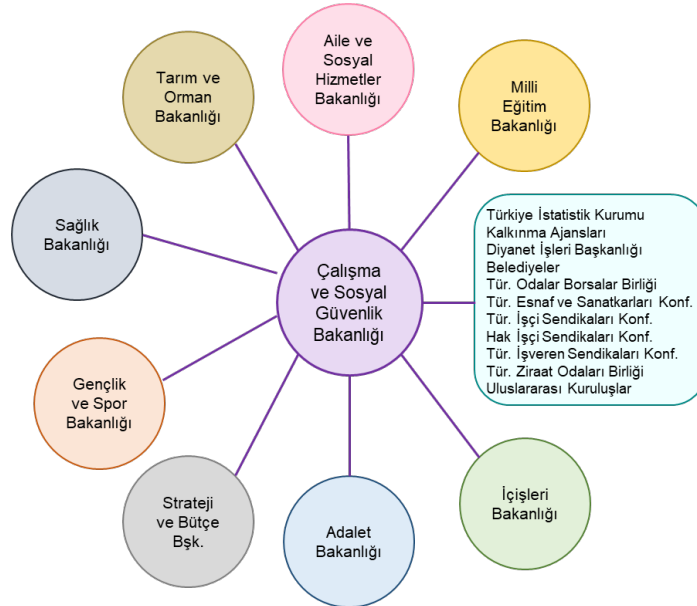 Aile ve
Sosyal
Hizmetler
Bakanlığı
Tarım ve
Orman
Bakanlığı
Milli
Eğitim
Bakanlığı
Sağlık
Bakanlığı
Çalışma
ve Sosyal
Güvenlik
Bakanlığı
Türkiye İstatistik Kurumu
Kalkınma Ajansları
Diyanet İşleri Başkanlığı
Belediyeler
Tür. Odalar Borsalar Birliği
Tür. Esnaf ve Sanatkarları Konf.
Tür. İşçi Sendikaları Konf.
Hak İşçi Sendikaları Konf.
Tür. İşveren Sendikaları Konf.
Tür. Ziraat Odaları Birliği
Uluslararası Kuruluşlar
Gençlik
ve Spor
Bakanlığı
Strateji
ve Bütçe
Bşk.
Adalet
Bakanlığı
İçişleri
Bakanlığı